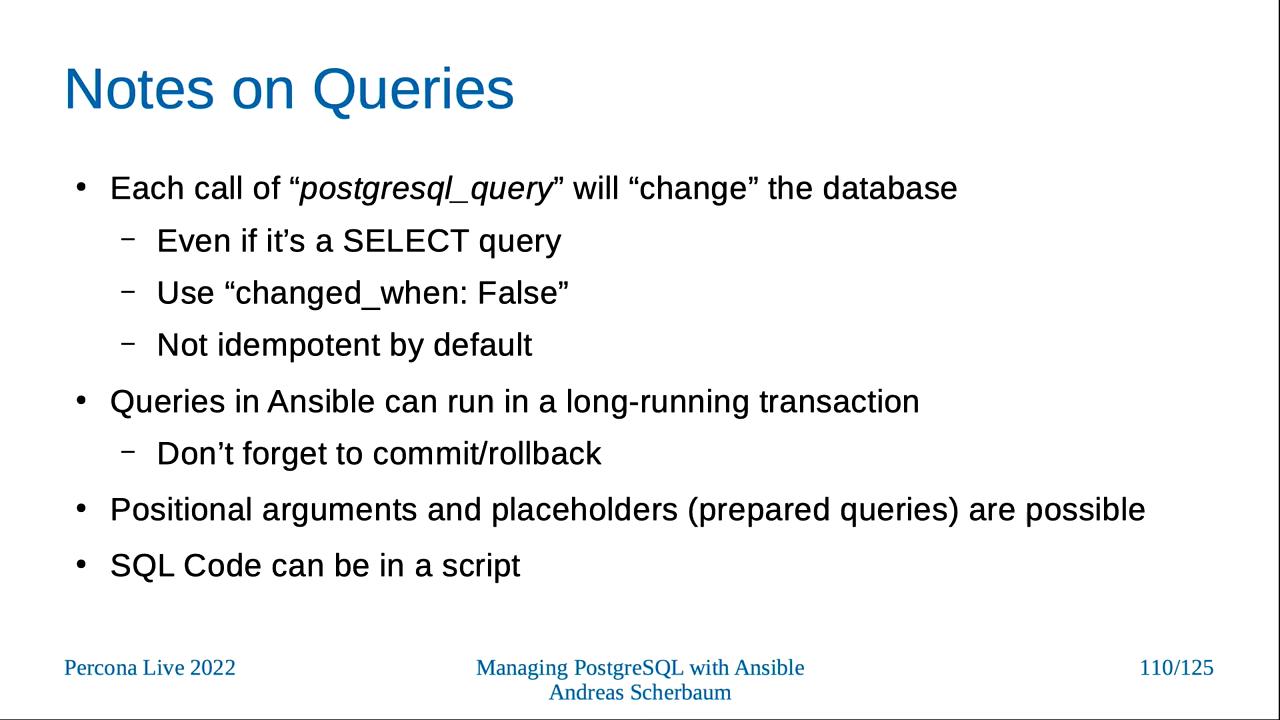 Notes on Queries
• Each call of “postgresql_query” will “change” the database
– Even if it’s a SELECT query
– Use “changed_when: False”
– Not idempotent by default
• Queries in Ansible can run in a long-running transaction
– Don’t forget to commit/rollback
• Positional arguments and placeholders (prepared queries) are possible
• SQL Code can be in a script
Percona Live 2022
Managing PostgreSQL with Ansible
Andreas Scherbaum
110/125